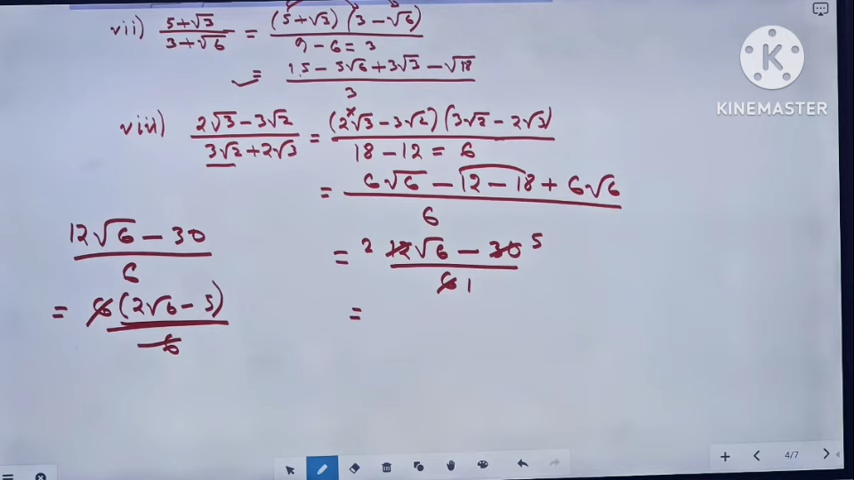 vii) (5+√3)/(3+√6) = (5+√3)(3-√6)/(9-6=3)
= (15-5√6+3√3-√18)/3
viii) (2√3-3√2)/(3√2+2√3) = (2√3-3√2)(3√2-2√3)/(18-12=6)
= (6√6-12-18+6√6)/6
(12√6-30)/6
= 2 (12√6-30)/6 5 1
= 6(2√6-5)/6
=
KINEMASTER
4/7